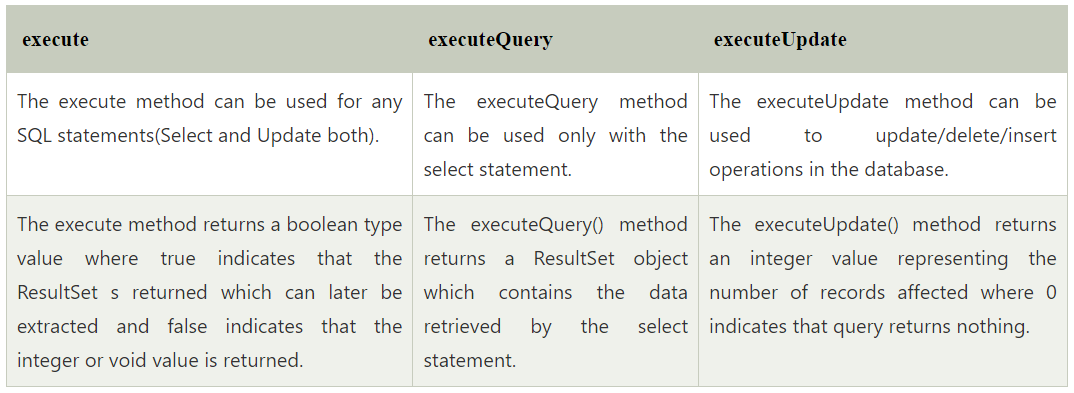 execute
executeQuery
executeUpdate
The execute method can be used for any
SQL statements(Select and Update both).
The executeQuery method
can be used only with the
select statement.
The executeUpdate method can be
used to update/delete/insert
operations in the database.
The execute method returns a boolean type
value where true indicates that the
ResultSet s returned which can later be
extracted and false indicates that the
integer or void value is returned.
The executeQuery() method
returns a ResultSet object
which contains the data
retrieved by the select
statement.
The executeUpdate() method returns
an integer value representing the
number of records affected where 0
indicates that query returns nothing.